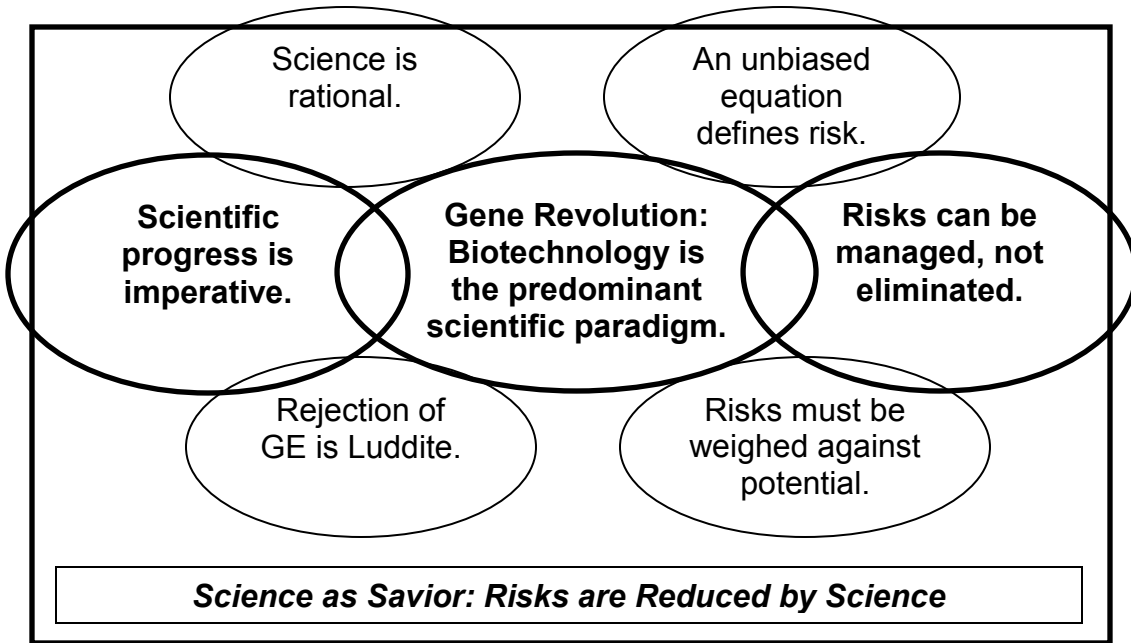 Science is
rational.
An unbiased
equation
defines risk.
Scientific
progress is
imperative.
Gene Revolution:
Biotechnology is
the predominant
scientific paradigm.
Risks can be
managed, not
eliminated.
Rejection of
GE is Luddite.
Risks must be
weighed against
potential.
Science as Savior: Risks are Reduced by Science